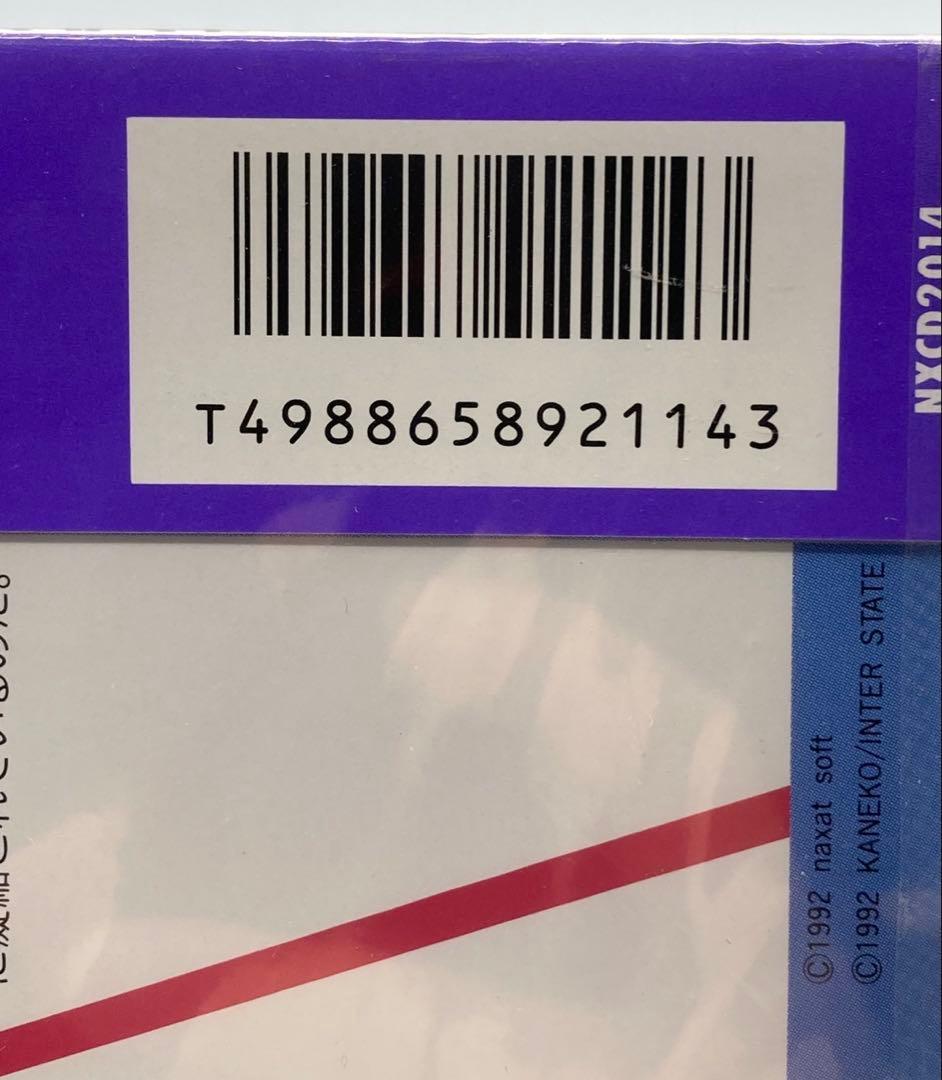 T4988658921143
NXCD2014
©1992 naxat soft
©1992 KANEKO/INTER STATE